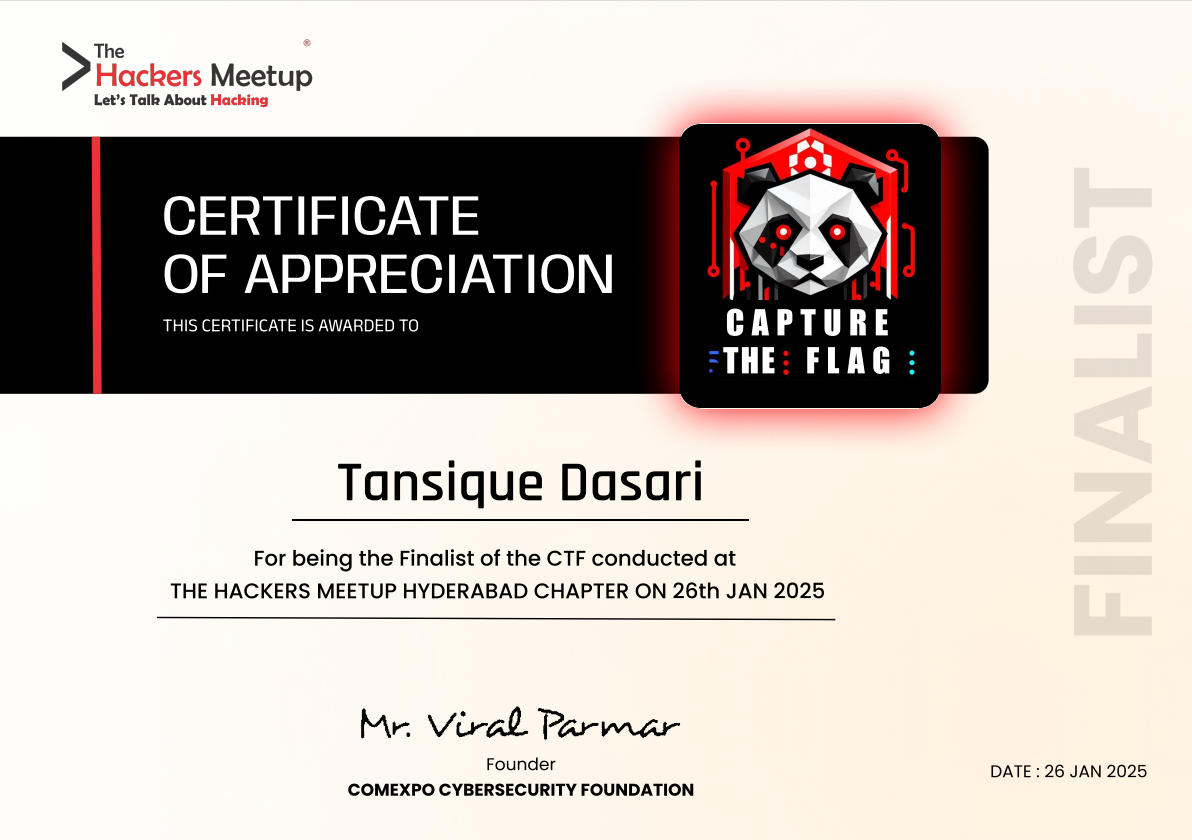 The
Hackers Meetup ®
Let's Talk About Hacking
CERTIFICATE
OF APPRECIATION
THIS CERTIFICATE IS AWARDED TO
CAPTURE
THE FLAG
Tansique Dasari
For being the Finalist of the CTF conducted at
THE HACKERS MEETUP HYDERABAD CHAPTER ON 26th JAN 2025
Mr. Viral Parmar
Founder
COMEXPO CYBERSECURITY FOUNDATION
DATE : 26 JAN 2025
FINALIST